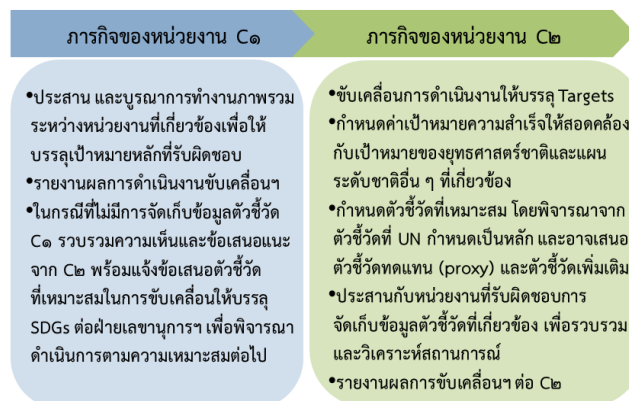 ภารกิจของหน่วยงาน C๑
•ประสาน และบูรณาการทำงานภาพรวม
ระหว่างหน่วยงานที่เกี่ยวข้องเพื่อให้
บรรลุเป้าหมายหลักที่รับผิดชอบ
•รายงานผลการดำเนินงานขับเคลื่อนฯ
•ในกรณีที่ไม่มีการจัดเก็บข้อมูลตัวชี้วัด
C๑ รวบรวมความเห็นและข้อเสนอแนะ
จาก C๒ พร้อมแจ้งข้อเสนอตัวชี้วัด
ที่เหมาะสมในการขับเคลื่อนให้บรรลุ
SDGs ต่อฝ่ายเลขานุการฯ เพื่อพิจารณา
ดำเนินการตามความเหมาะสมต่อไป
ภารกิจของหน่วยงาน C๒
•ขับเคลื่อนการดำเนินงานให้บรรลุ Targets
•กำหนดค่าเป้าหมายความสำเร็จให้สอดคล้อง
กับเป้าหมายของยุทธศาสตร์ชาติและแผน
ระดับชาติอื่น ๆ ที่เกี่ยวข้อง
•กำหนดตัวชี้วัดที่เหมาะสม โดยพิจารณาจาก
ตัวชี้วัดที่ UN กำหนดเป็นหลัก และอาจเสนอ
ตัวชี้วัดทดแทน (proxy) และตัวชี้วัดเพิ่มเติม
•ประสานกับหน่วยงานที่รับผิดชอบการ
จัดเก็บข้อมูลตัวชี้วัดที่เกี่ยวข้อง เพื่อรวบรวม
และวิเคราะห์สถานการณ์
•รายงานผลการขับเคลื่อนฯ ต่อ C๒